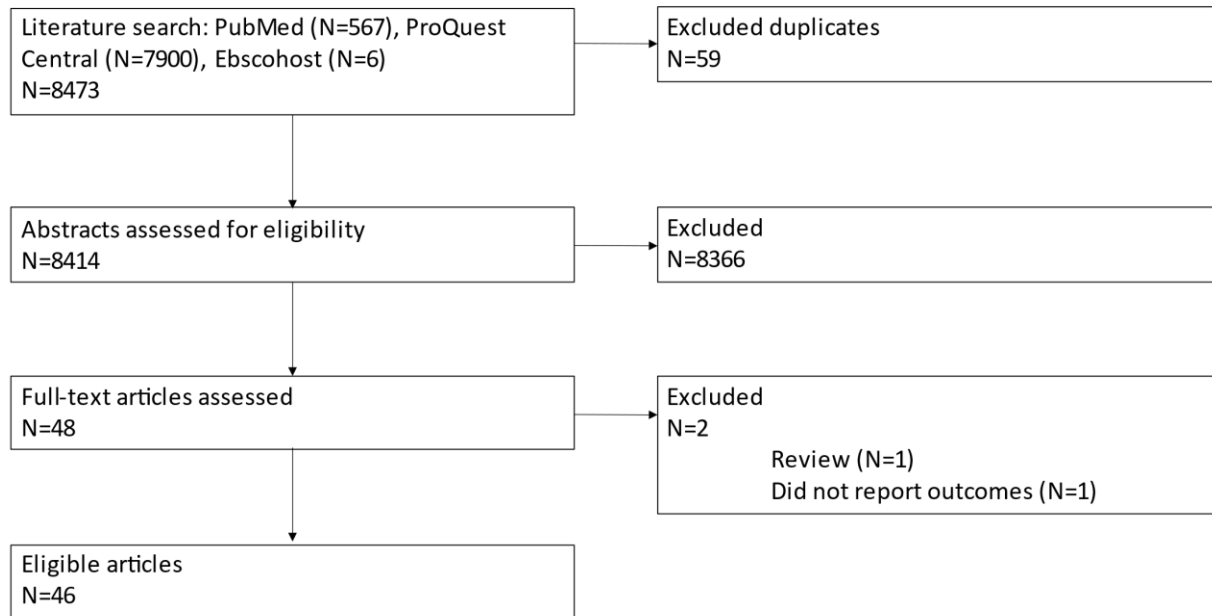 Literature search: PubMed (N=567), ProQuest
Central (N=7900), Ebscohost (N=6)
N=8473
Excluded duplicates
N=59
Abstracts assessed for eligibility
N=8414
Excluded
N=8366
Full-text articles assessed
N=48
Excluded
N=2
Review (N=1)
Did not report outcomes (N=1)
Eligible articles
N=46